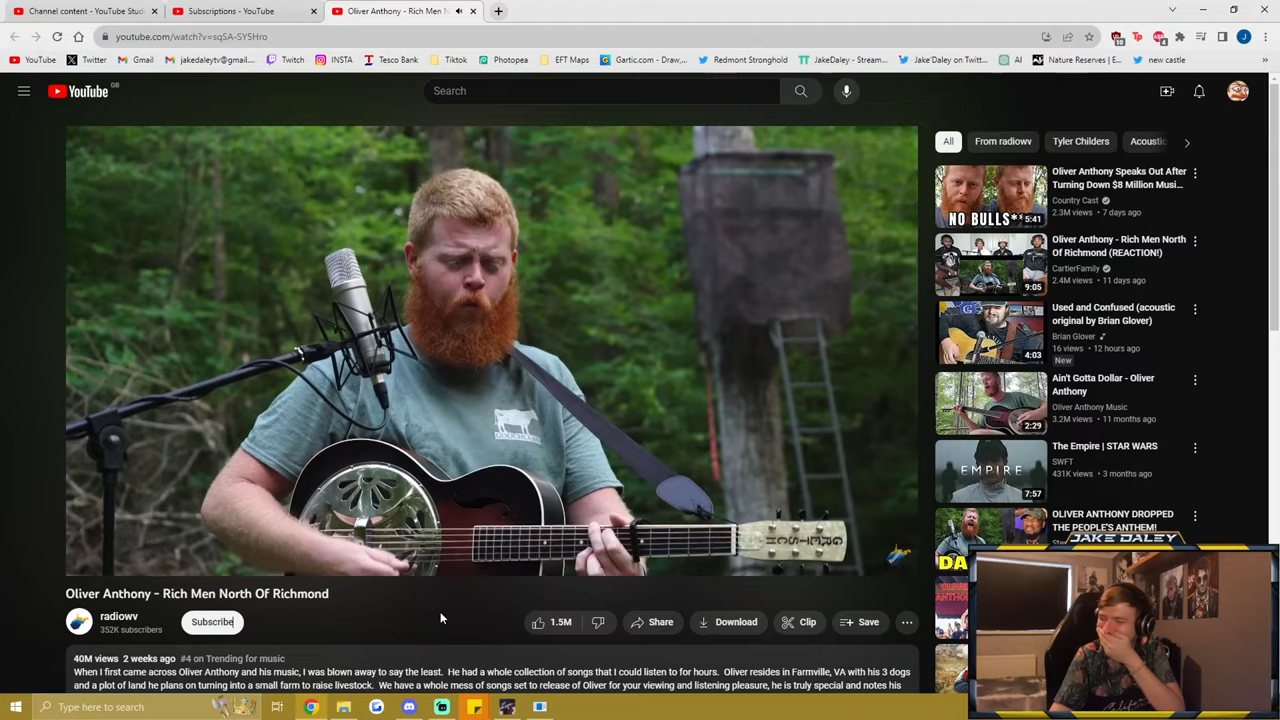 Channel content - YouTube Studi
Subscriptions - YouTube
Oliver Anthony - Rich Men N
youtube.com/watch?v=sqSA-SY5Hro
YouTube
Twitter
Gmail
jakedaleytv@gmail....
Twitch
INSTA
Tesco Bank
Tiktok
Photopea
EFT Maps
Gartic.com - Draw,...
Redmont Stronghold
JakeDaley - Stream...
Jake'Daley on Twitt...
AI
Nature Reserves | E...
new castle
YouTube GB
Search
All
From radiowv
Tyler Childers
Acoustic
Oliver Anthony Speaks Out After
Turning Down $8 Million Musi...
Country Cast
2.3M views • 7 days ago
NO BULLS**
5:41
Oliver Anthony - Rich Men North
Of Richmond (REACTION!)
CartierFamily
2.4M views • 11 days ago
9:05
Used and Confused (acoustic
original by Brian Glover)
Brian Glover
16 views • 12 hours ago
New
4:03
Ain't Gotta Dollar - Oliver
Anthony
Oliver Anthony Music
3.2M views • 11 months ago
2:29
The Empire | STAR WARS
SWFT
431K views • 3 months ago
EMPIRE
7:57
OLIVER ANTHONY DROPPED
THE PEOPLE'S ANTHEM!
JAKE DALEY
GRETSCH
Oliver Anthony - Rich Men North Of Richmond
radiowv
352K subscribers
Subscribe
1.5M
Share
Download
Clip
Save
40M views 2 weeks ago #4 on Trending for music
When I first came across Oliver Anthony and his music, I was blown away to say the least. He had a whole collection of songs that I could listen to for hours. Oliver resides in Farmville, VA with his 3 dogs
and a plot of land he plans on turning into a small farm to raise livestock. We have a whole mess of songs set to release of Oliver for your viewing and listening pleasure, he is truly special and notes his
Type here to search